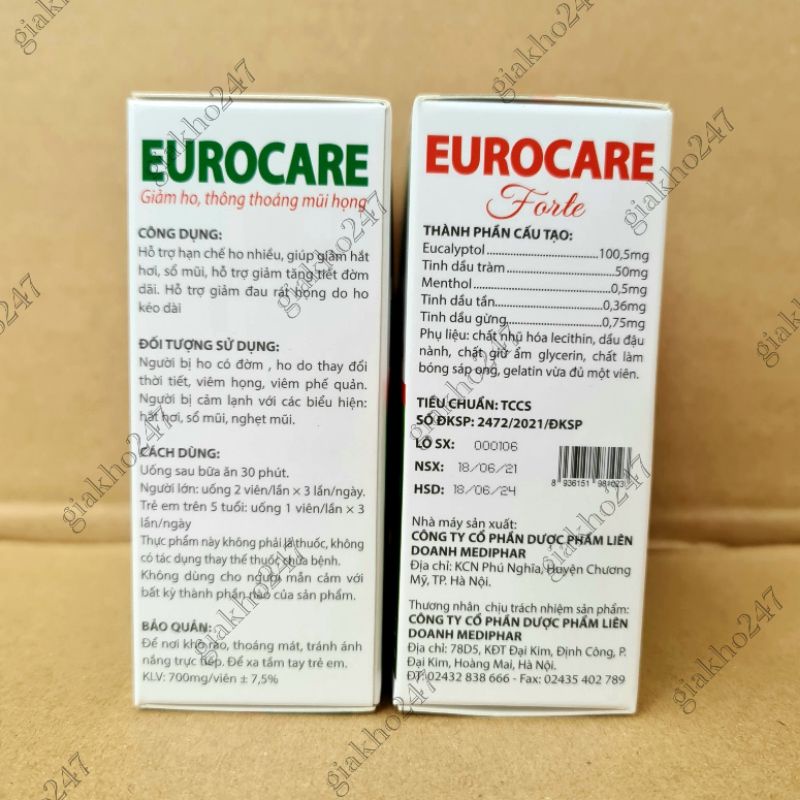 EUROCARE
Giảm ho, thông thoáng mũi họng
CÔNG DỤNG:
Hỗ trợ hạn chế ho nhiều, giúp giảm hắt
hơi, sổ mũi, hỗ trợ giảm tăng tiết đờm
dãi. Hỗ trợ giảm đau rát họng do ho
kéo dài
ĐỐI TƯỢNG SỬ DỤNG:
Người bị ho có đờm , ho do thay đổi
thời tiết, viêm họng, viêm phế quản.
Người bị cảm lạnh với các biểu hiện:
hắt hơi, sổ mũi, nghẹt mũi.
CÁCH DÙNG:
Uống sau bữa ăn 30 phút.
Người lớn: uống 2 viên/lần × 3 lần/ngày.
Trẻ em trên 5 tuổi: uống 1 viên/lần × 3
lần/ngày
Thực phẩm này không phải là thuốc, không
có tác dụng thay thế thuốc chữa bệnh.
Không dùng cho người mẫn cảm với
bất kỳ thành phần nào của sản phẩm.
BẢO QUẢN:
Để nơi khô ráo, thoáng mát, tránh ánh
nắng trực tiếp. Để xa tầm tay trẻ em.
KLV: 700mg/viên ± 7,5%
EUROCARE
Forte
THÀNH PHẦN CẤU TẠO:
Eucalyptol...............................100,5mg
Tinh dầu tràm...............................50mg
Menthol...............................0,5mg
Tinh dầu tần...............................0,36mg
Tinh dầu gừng...............................0,75mg
Phụ liệu: chất nhũ hóa lecithin, dầu đậu
nành, chất giữ ẩm glycerin, chất làm
bóng sáp ong, gelatin vừa đủ một viên.
TIÊU CHUẨN: TCCS
SỐ ĐKSP: 2472/2021/ĐKSP
LÔ SX: 000106
NSX: 18/06/21
HSD: 18/06/24
Nhà máy sản xuất:
CÔNG TY CỔ PHẦN DƯỢC PHẨM LIÊN
DOANH MEDIPHAR
Địa chỉ: KCN Phú Nghĩa, Huyện Chương
Mỹ, TP. Hà Nội.
Thương nhân chịu trách nhiệm sản phẩm:
CÔNG TY CỔ PHẦN DƯỢC PHẨM LIÊN
DOANH MEDIPHAR
Địa chỉ: 78D5, KĐT Đại Kim, Định Công, P.
Đại Kim, Hoàng Mai, Hà Nội.
ĐT: 02432 838 666 - Fax: 02435 402 789
giakho247